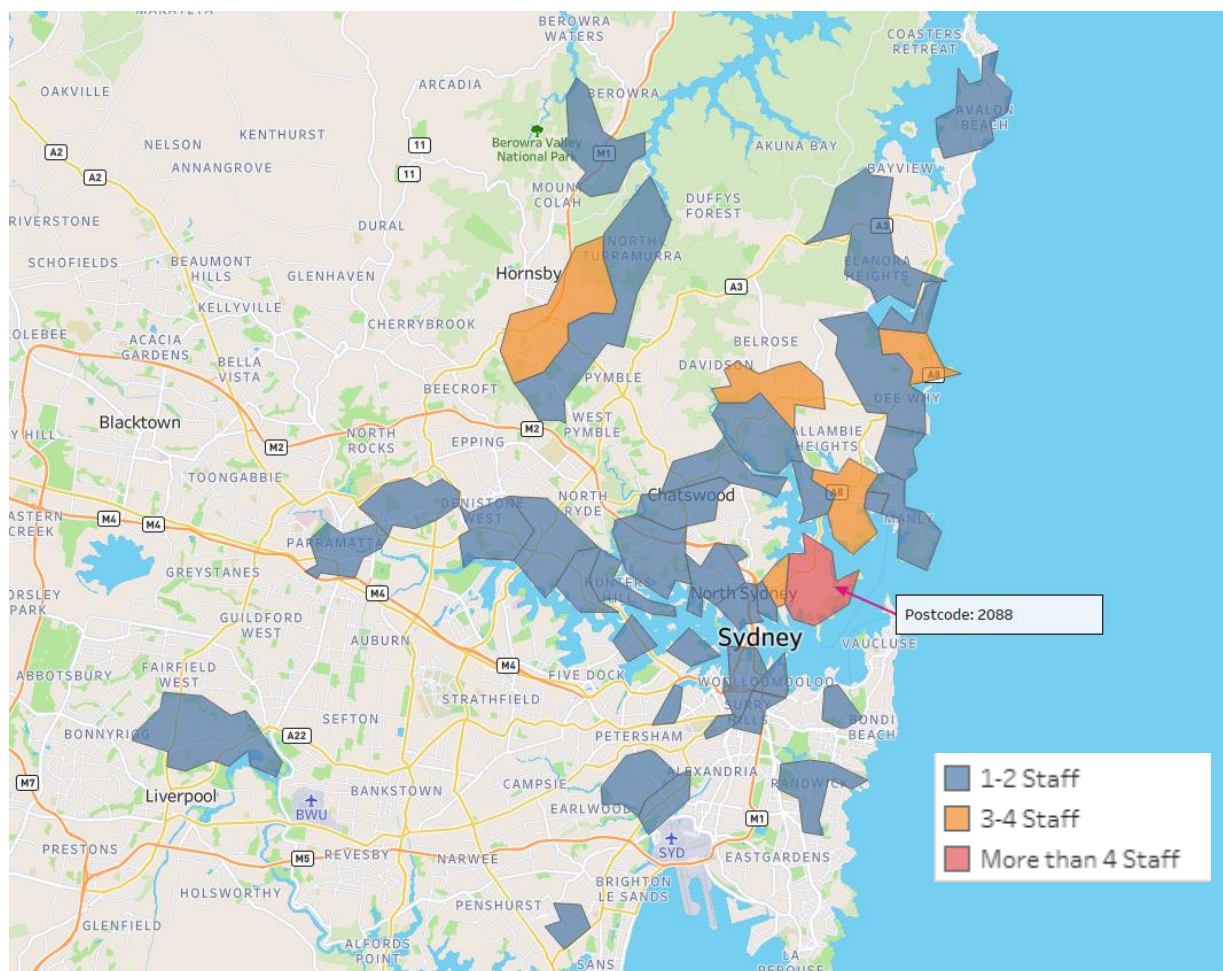 MAKATEVA
BEROWRA
WATERS
COASTERS
RETREAT
OAKVILLE
ARCADIA
BEROWRA
AVALON
BEACH
KENTHURST
NELSON
11
Berowra Valley
National Park
AKUNA BAY
A2
M1
ANNANGROVE
A2
11
BAYVIEW
MOUNT
COLAH
DUFFYS
FOREST
RIVERSTONE
DURAL
A3
NORTH
TURRAMURRA
SCHOFIELDS
BEAUMONT
HILLS
GLENHAVEN
Hornsby
ELANORA
HEIGHTS
A3
KELLYVILLE
CHERRYBROOK
COLEBEE
ACACIA
GARDENS
BELROSE
BELLA
VISTA
DAVIDSON
BEECROFT
PYMBLE
A8
DEE WHY
Blacktown
WEST
PYMBLE
M2
NORTH
ROCKS
EPPING
ALLAMBIE
HEIGHTS
M2
TOONGABBIE
Chatswood
A8
DENISTONE
WEST
NORTH
RYDE
EASTERN
CREEK
M4
M4
MANLY
PARRAMATTA
GREYSTANES
HUNTERS
HILL
North Sydney
HORSLEY
PARK
M4
Postcode: 2088
GUILDFORD
WEST
AUBURN
Sydney
VAUCLUSE
FAIRFIELD
WEST
M4
FIVE DOCK
ABBOTSBURY
WOOLLOOMOOLOO
STRATHFIELD
SURRY
HILLS
SEFTON
BONNYRIGG
A22
PETERSHAM
BONDI
BEACH
M7
Liverpool
BANKSTOWN
CAMPSIE
ALEXANDRIA
RANDWICK
BWU
EARLWOOD
M1
SYD
PRESTONS
M5
REVESBY
NARWEE
EASTGARDENS
HOLSWORTHY
BRIGHTON
LE SANDS
PENSHURST
GLENFIELD
ALFORDS
POINT
SANS
LA
PEROUSE
1-2 Staff
3-4 Staff
More than 4 Staff